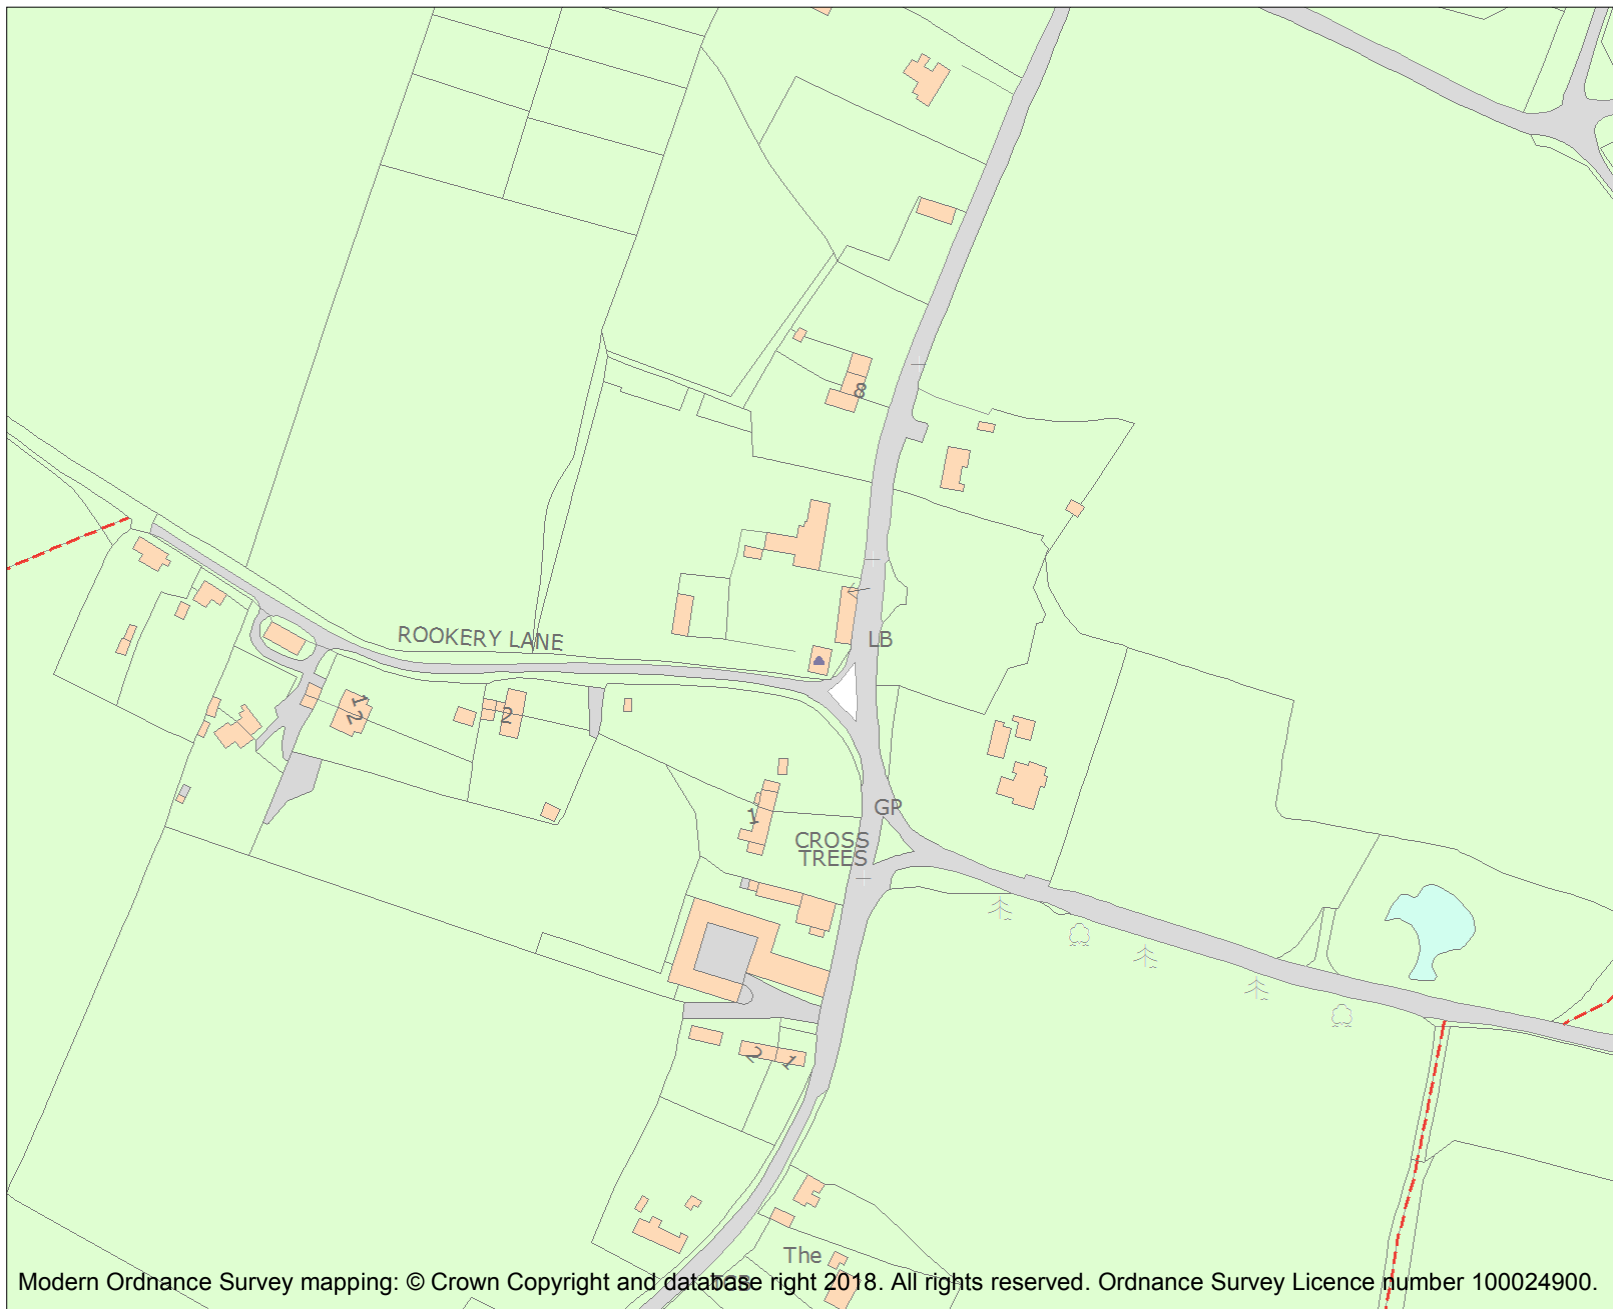 8
ROOKERY LANE
LB
12
2
GP
1
CROSS
TREES
2
1
The
TCB
Modern Ordnance Survey mapping: © Crown Copyright and database right 2018. All rights reserved. Ordnance Survey Licence number 100024900.